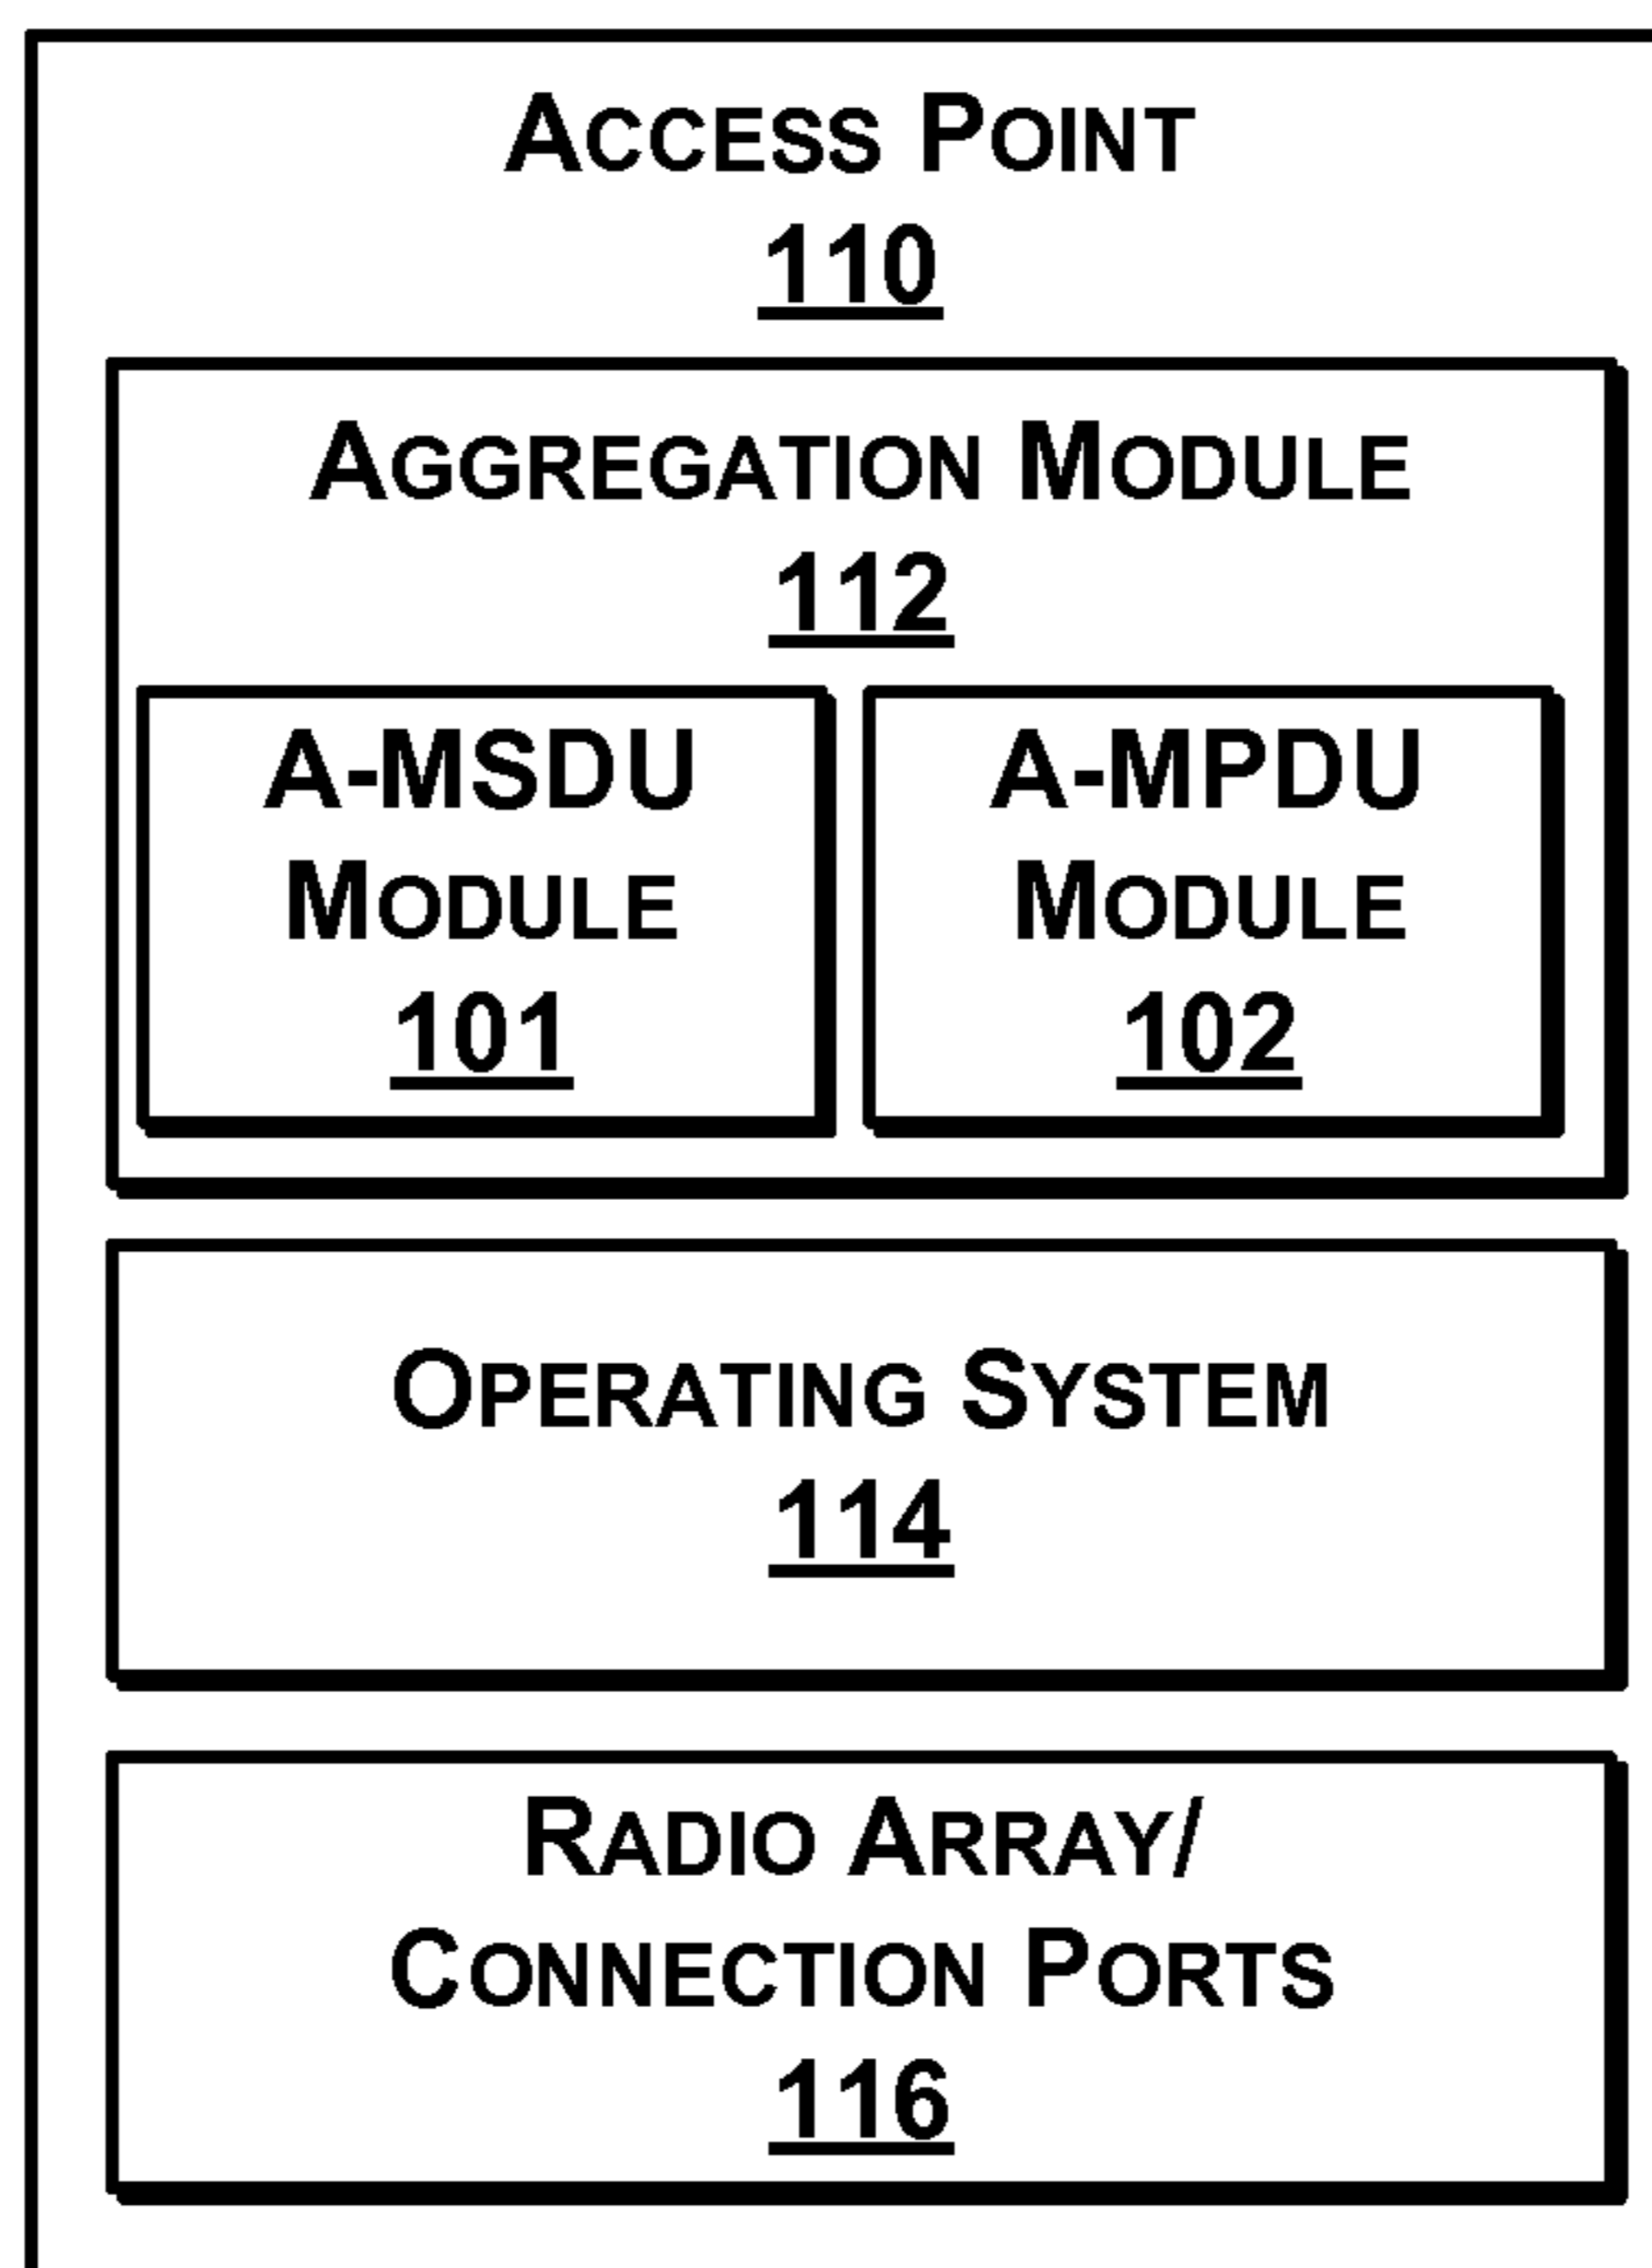 ACCESS POINT
110
AGGREGATION MODULE
112
A-MSDU
MODULE
101
A-MPDU
MODULE
102
OPERATING SYSTEM
114
RADIO ARRAY/
CONNECTION PORTS
116